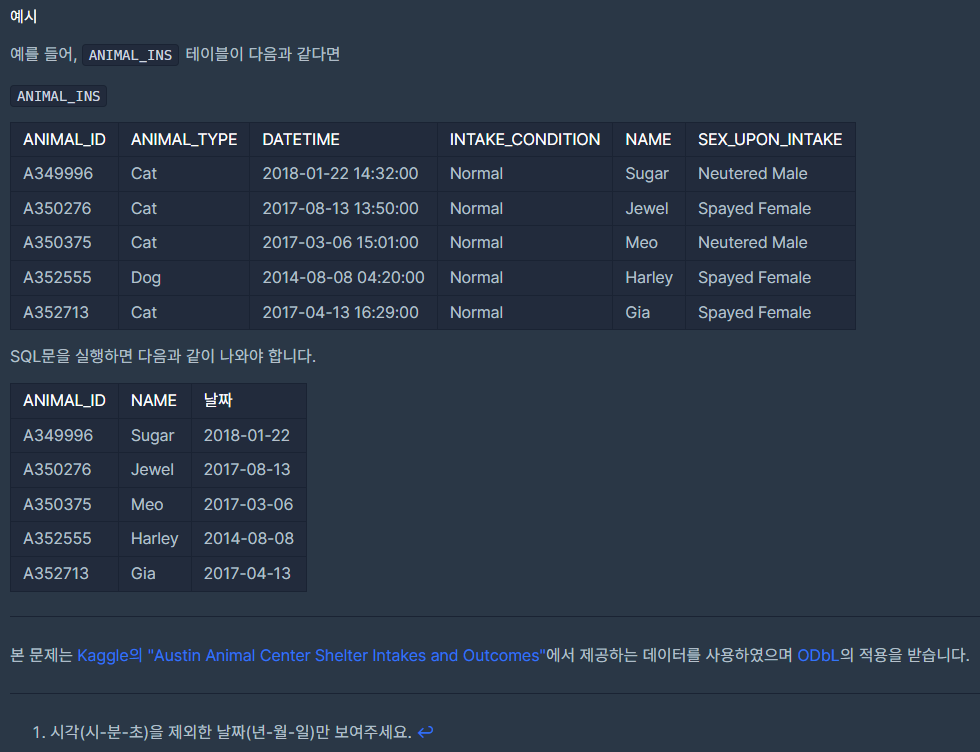 예시
예를 들어, ANIMAL_INS 테이블이 다음과 같다면
ANIMAL_INS
ANIMAL_ID ANIMAL_TYPE DATETIME INTAKE_CONDITION NAME SEX_UPON_INTAKE
A349996 Cat 2018-01-22 14:32:00 Normal Sugar Neutered Male
A350276 Cat 2017-08-13 13:50:00 Normal Jewel Spayed Female
A350375 Cat 2017-03-06 15:01:00 Normal Meo Neutered Male
A352555 Dog 2014-08-08 04:20:00 Normal Harley Spayed Female
A352713 Cat 2017-04-13 16:29:00 Normal Gia Spayed Female
SQL문을 실행하면 다음과 같이 나와야 합니다.
ANIMAL_ID NAME 날짜
A349996 Sugar 2018-01-22
A350276 Jewel 2017-08-13
A350375 Meo 2017-03-06
A352555 Harley 2014-08-08
A352713 Gia 2017-04-13
본 문제는 Kaggle의 "Austin Animal Center Shelter Intakes and Outcomes"에서 제공하는 데이터를 사용하였으며 ODbL의 적용을 받습니다.
1. 시각(시-분-초)을 제외한 날짜(년-월-일)만 보여주세요. ↩